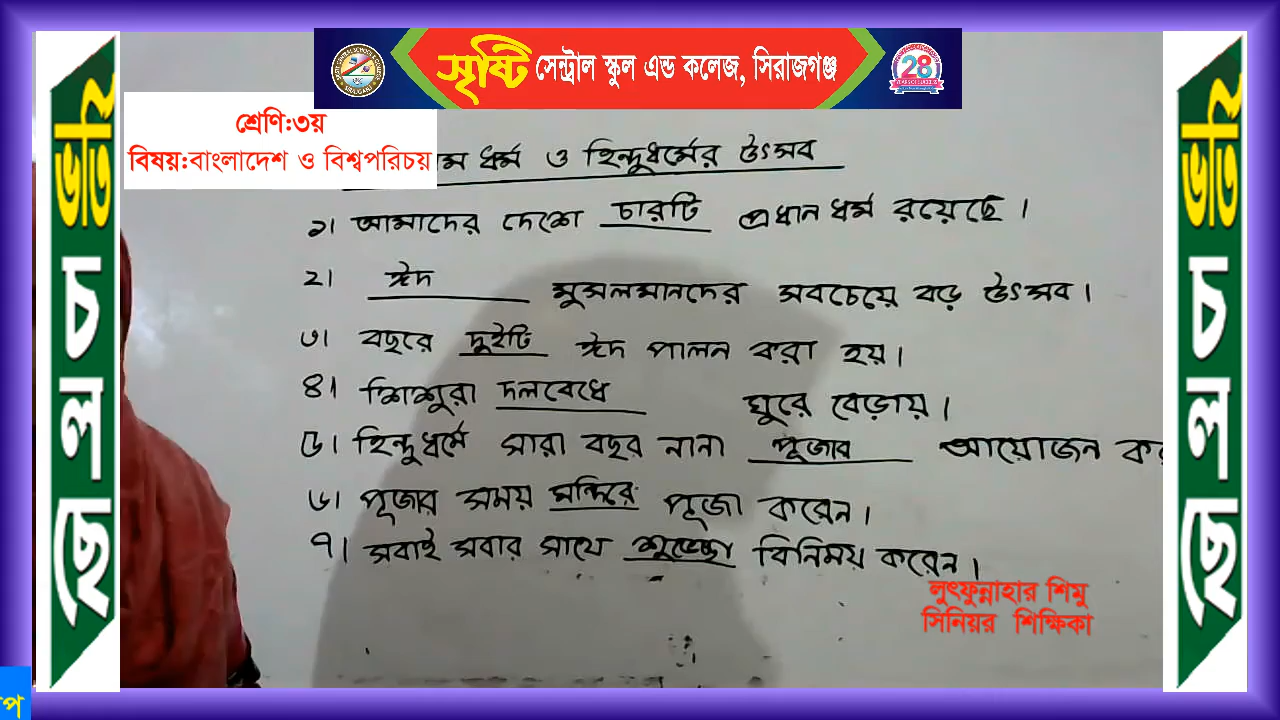 সৃষ্টি সেন্ট্রাল স্কুল এন্ড কলেজ, সিরাজগঞ্জ
28
শ্রেণি:৩য়
বিষয়:বাংলাদেশ ও বিশ্বপরিচয়
ধর্ম ও হিন্দুধর্মের উৎসব
১। আমাদের দেশে চারটি প্রধান ধর্ম রয়েছে।
২। ঈদ মুসলমানদের সবচেয়ে বড় উৎসব।
৩। বছরে দুইটি ঈদ পালন করা হয়।
৪। শিশুরা দলবেধে ঘুরে বেড়ায়।
৫। হিন্দুধর্মে সারা বছর নানা পূজার আয়োজন কর
৬। পূজার সময় মন্দিরে পূজা করেন।
৭। সবাই সবার সাথে শুভেচ্ছা বিনিময় করেন।
লুৎফুন্নাহার শিমু
সিনিয়র শিক্ষিকা
ভর্তি চলছে
ভর্তি চলছে
প